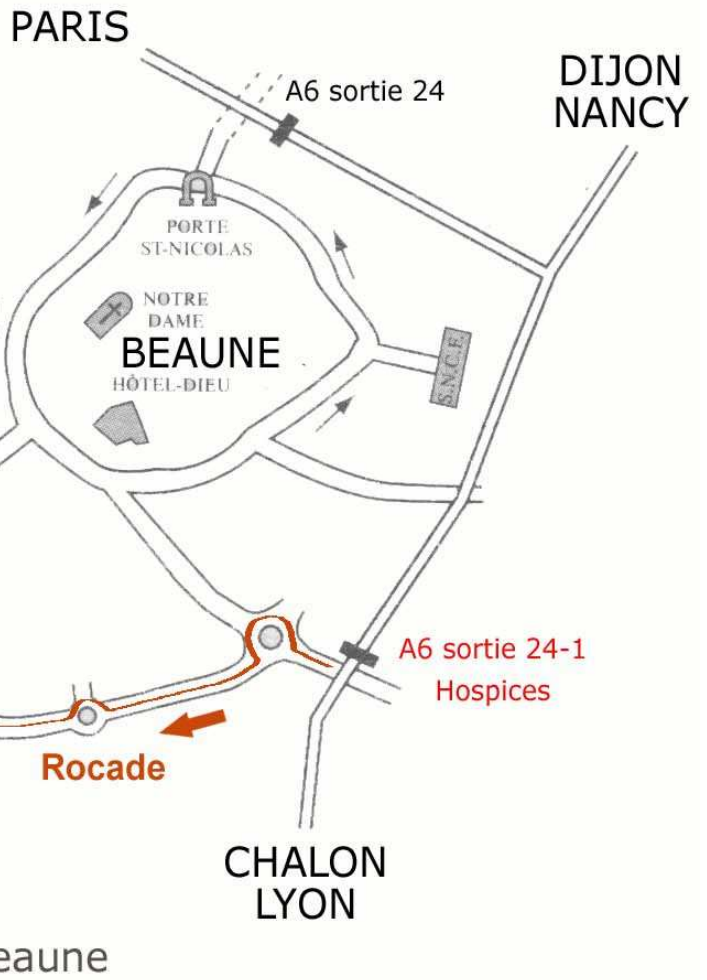 PARIS
DIJON
NANCY
A6 sortie 24
PORTE
ST-NICOLAS
NOTRE
DAME
BEAUNE
HÔTEL-DIEU
S.N.C.F.
A6 sortie 24-1
Hospices
Rocade
CHALON
LYON
eaune